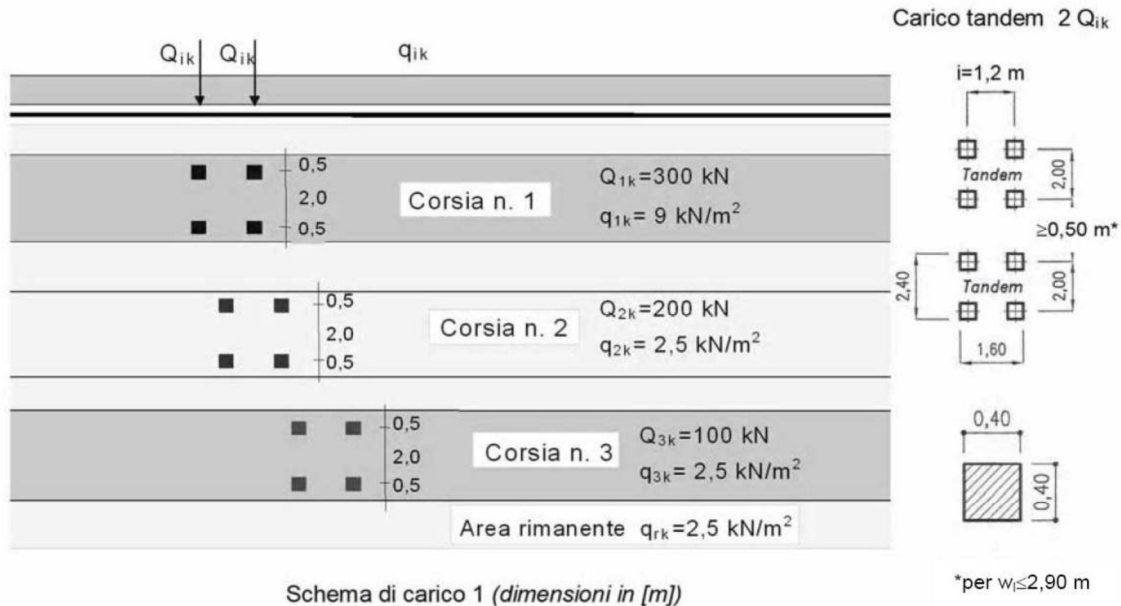 Carico tandem 2 Qik
Qik Qik qik
i=1,2 m
Tandem
2,00
≥0,50 m*
Tandem
2,00
2,40
1,60
0,5
2,0
0,5
Corsia n. 1
Q1k=300 kN
q1k= 9 kN/m²
0,5
2,0
0,5
Corsia n. 2
Q2k=200 kN
q2k= 2,5 kN/m²
0,5
2,0
0,5
Corsia n. 3
Q3k=100 kN
q3k= 2,5 kN/m²
0,40
0,40
Area rimanente qrk=2,5 kN/m²
Schema di carico 1 (dimensioni in [m])
*per wl≤2,90 m